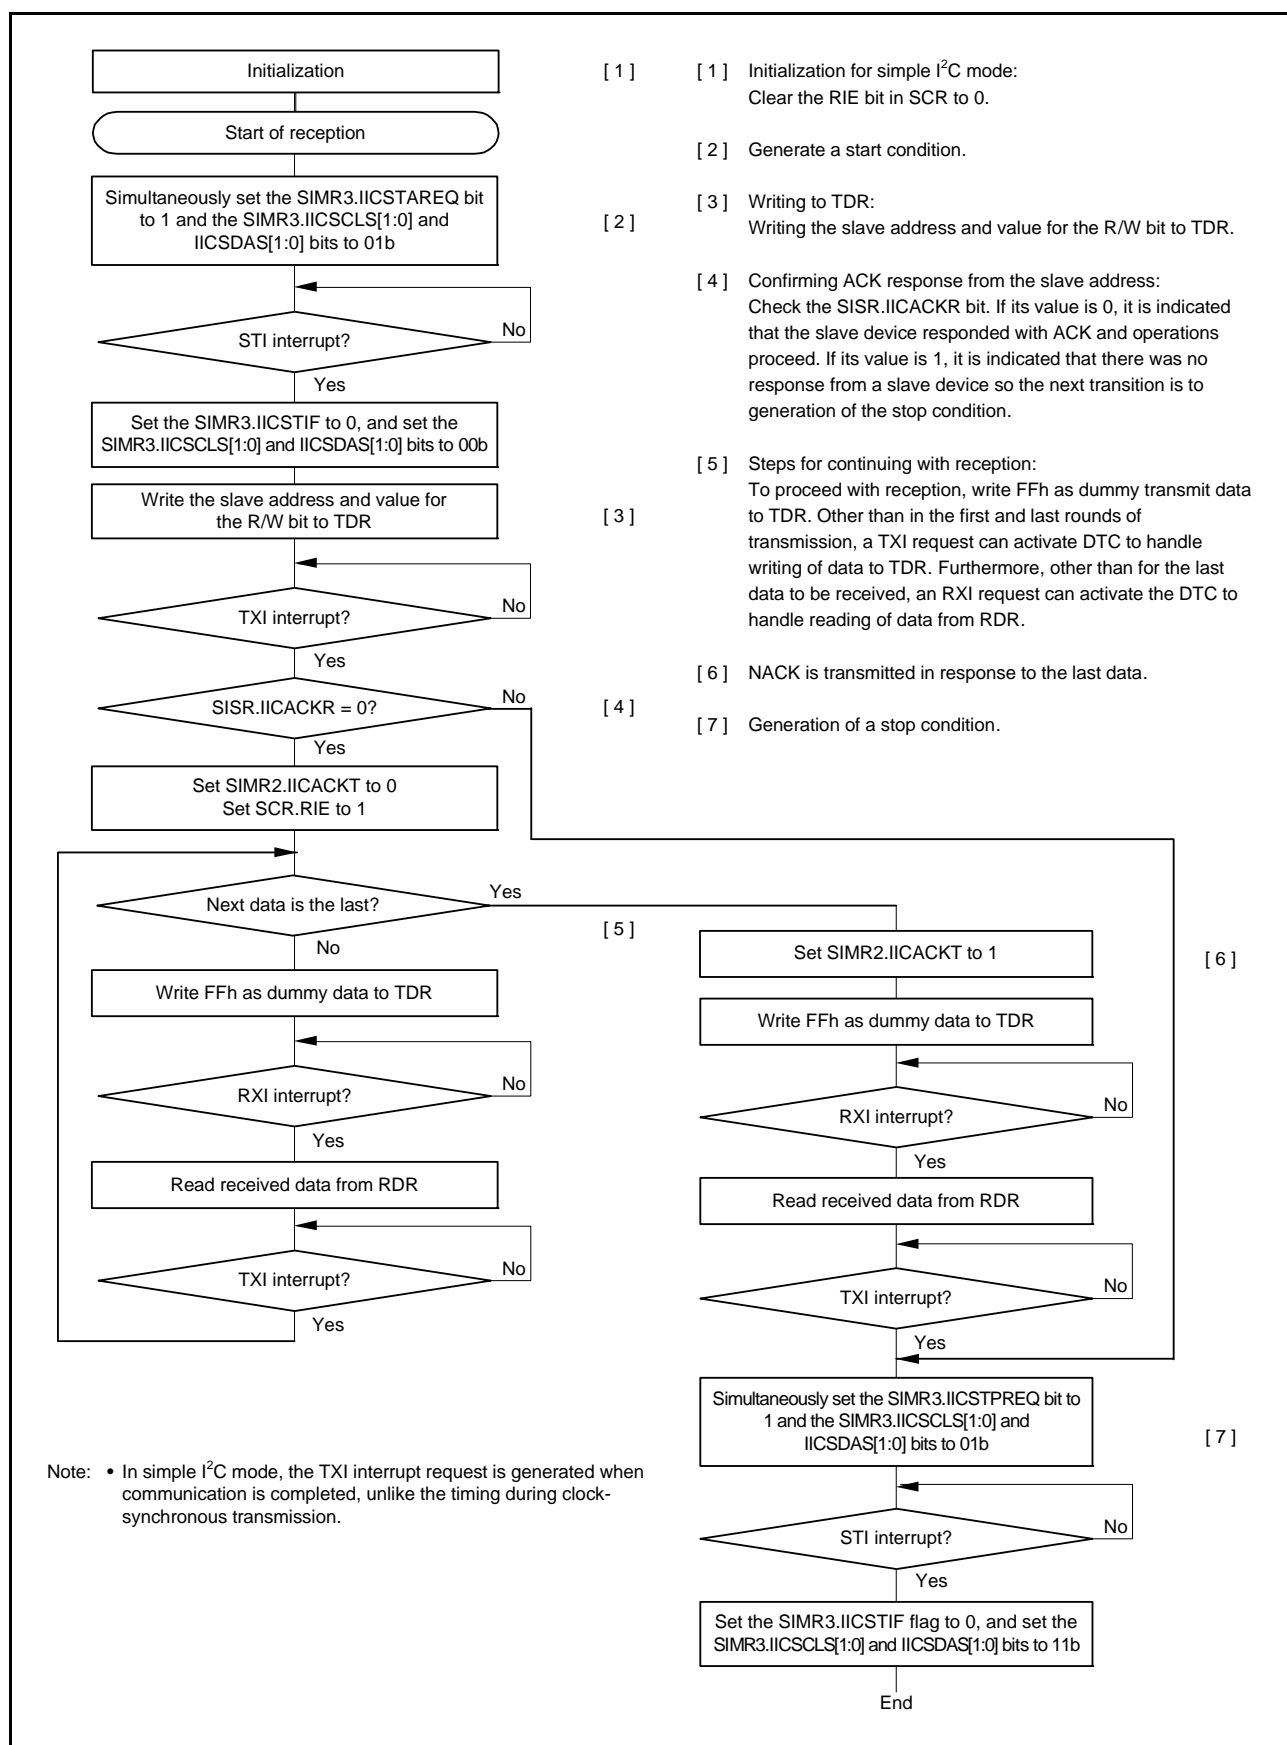 Initialization
[ 1 ]
Start of reception
Simultaneously set the SIMR3.IICSTAREQ bit
to 1 and the SIMR3.IICSCLS[1:0] and
IICSDAS[1:0] bits to 01b
[ 2 ]
STI interrupt?
No
Yes
Set the SIMR3.IICSTIF to 0, and set the
SIMR3.IICSCLS[1:0] and IICSDAS[1:0] bits to 00b
Write the slave address and value for
the R/W bit to TDR
[ 3 ]
TXI interrupt?
No
Yes
SISR.IICACKR = 0?
No
[ 4 ]
Yes
Set SIMR2.IICACKT to 0
Set SCR.RIE to 1
Next data is the last?
Yes
[ 5 ]
No
Write FFh as dummy data to TDR
RXI interrupt?
No
Yes
Read received data from RDR
TXI interrupt?
No
Yes
[ 1 ] Initialization for simple I²C mode:
Clear the RIE bit in SCR to 0.
[ 2 ] Generate a start condition.
[ 3 ] Writing to TDR:
Writing the slave address and value for the R/W bit to TDR.
[ 4 ] Confirming ACK response from the slave address:
Check the SISR.IICACKR bit. If its value is 0, it is indicated
that the slave device responded with ACK and operations
proceed. If its value is 1, it is indicated that there was no
response from a slave device so the next transition is to
generation of the stop condition.
[ 5 ] Steps for continuing with reception:
To proceed with reception, write FFh as dummy transmit data
to TDR. Other than in the first and last rounds of
transmission, a TXI request can activate DTC to handle
writing of data to TDR. Furthermore, other than for the last
data to be received, an RXI request can activate the DTC to
handle reading of data from RDR.
[ 6 ] NACK is transmitted in response to the last data.
[ 7 ] Generation of a stop condition.
Set SIMR2.IICACKT to 1
[ 6 ]
Write FFh as dummy data to TDR
RXI interrupt?
No
Yes
Read received data from RDR
TXI interrupt?
No
Yes
Simultaneously set the SIMR3.IICSTPREQ bit to
1 and the SIMR3.IICSCLS[1:0] and
IICSDAS[1:0] bits to 01b
[ 7 ]
STI interrupt?
No
Yes
Set the SIMR3.IICSTIF flag to 0, and set the
SIMR3.IICSCLS[1:0] and IICSDAS[1:0] bits to 11b
End
Note: • In simple I²C mode, the TXI interrupt request is generated when
communication is completed, unlike the timing during clock-
synchronous transmission.